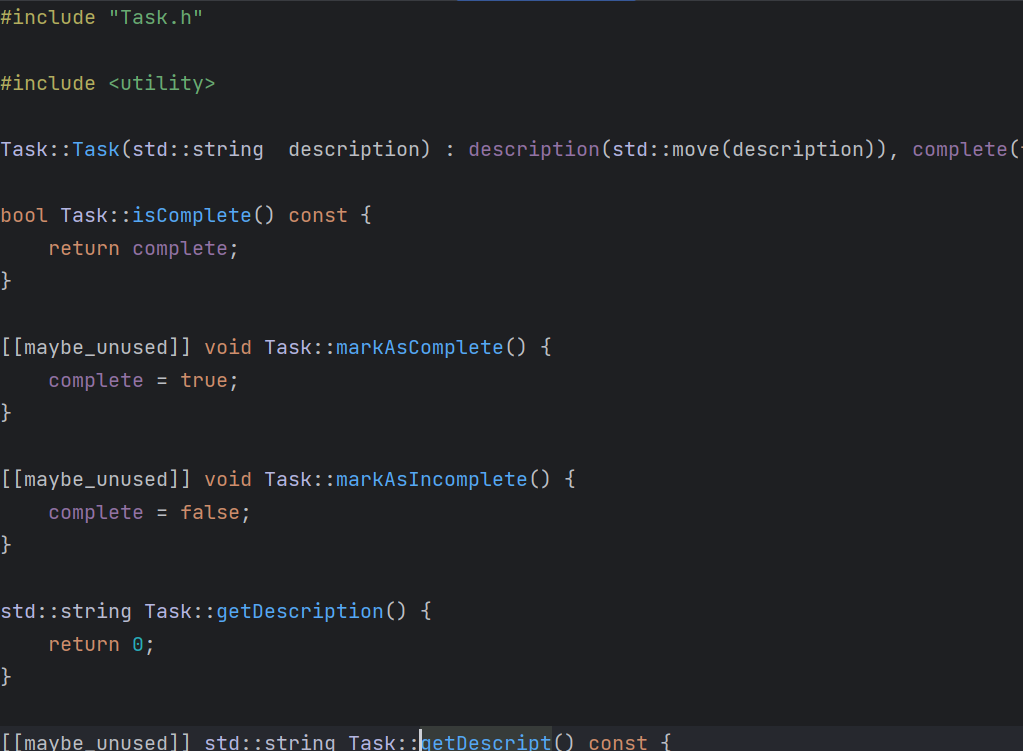 #include "Task.h"
#include <utility>
Task::Task(std::string  description) : description(std::move(description)), complete(
bool Task::isComplete() const {
    return complete;
}
[[maybe_unused]] void Task::markAsComplete() {
    complete = true;
}
[[maybe_unused]] void Task::markAsIncomplete() {
    complete = false;
}
std::string Task::getDescription() {
    return 0;
}
[[maybe_unused]] std::string Task::getDescript() const {